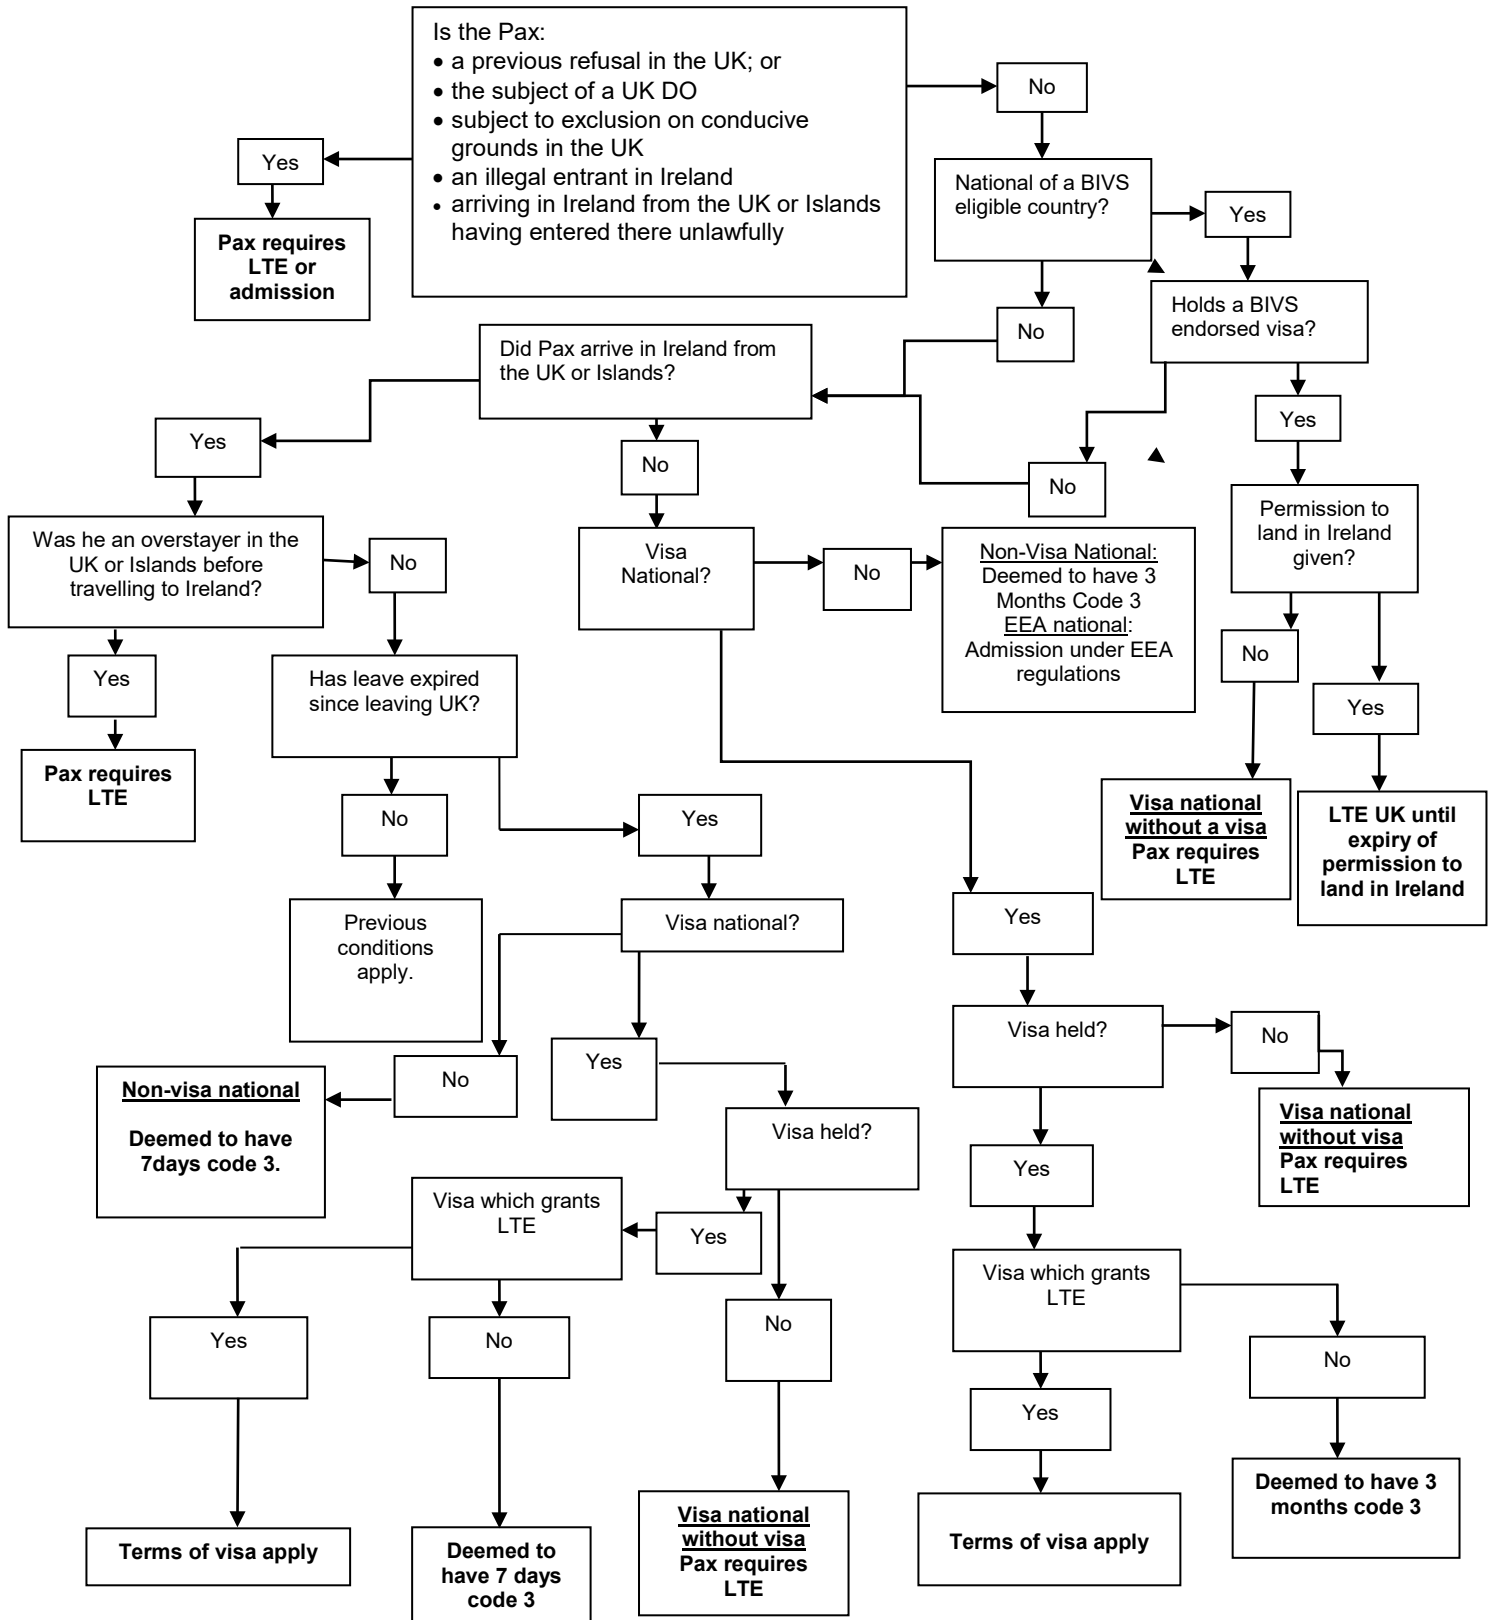 Is the Pax:
• a previous refusal in the UK; or
• the subject of a UK DO
• subject to exclusion on conducive
grounds in the UK
• an illegal entrant in Ireland
• arriving in Ireland from the UK or Islands
having entered there unlawfully
No
Yes
Pax requires
LTE or
admission
National of a BIVS
eligible country?
Yes
Holds a BIVS
endorsed visa?
No
Did Pax arrive in Ireland from
the UK or Islands?
Yes
Yes
No
No
Permission to
land in Ireland
given?
Was he an overstayer in the
UK or Islands before
travelling to Ireland?
No
Visa
National?
No
Non-Visa National:
Deemed to have 3
Months Code 3
EEA national:
Admission under EEA
regulations
No
Yes
Yes
Has leave expired
since leaving UK?
Pax requires
LTE
No
Yes
Visa national
without a visa
Pax requires
LTE
LTE UK until
expiry of
permission to
land in Ireland
Previous
conditions
apply.
Visa national?
Yes
Visa held?
No
Yes
No
Non-visa national
Deemed to have
7days code 3.
Visa held?
Visa national
without visa
Pax requires
LTE
Yes
Visa which grants
LTE
Yes
Visa which grants
LTE
Yes
No
No
No
Yes
Terms of visa apply
Deemed to
have 7 days
code 3
Visa national
without visa
Pax requires
LTE
Terms of visa apply
Deemed to have 3
months code 3